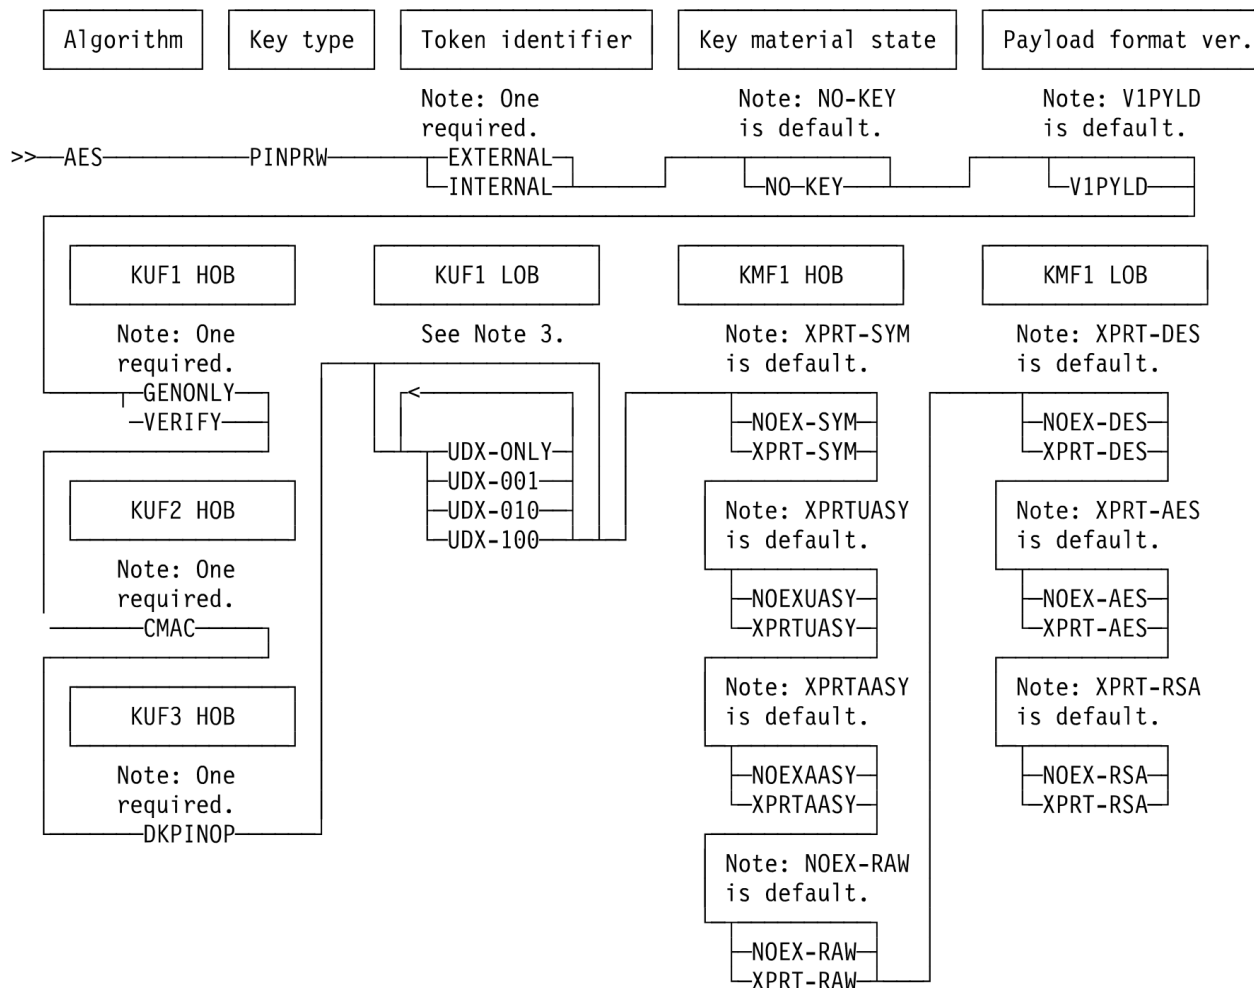 Algorithm Key type Token identifier Key material state Payload format ver.
Note: One Note: NO-KEY Note: V1PYLD
required. is default. is default.
>> AES PINPRW EXTERNAL
INTERNAL NO-KEY V1PYLD
KUF1 HOB KUF1 LOB KMF1 HOB KMF1 LOB
Note: One See Note 3. Note: XPRT-SYM Note: XPRT-DES
required. is default. is default.
GENONLY <
VERIFY NOEX-SYM NOEX-DES
UDX-ONLY XPRT-SYM XPRT-DES
UDX-001
KUF2 HOB UDX-010 Note: XPRTUASY Note: XPRT-AES
UDX-100 is default. is default.
Note: One
required. NOEXUASY NOEX-AES
CMAC XPRTUASY XPRT-AES
KUF3 HOB Note: XPRTAASY Note: XPRT-RSA
is default. is default.
Note: One NOEXAASY NOEX-RSA
required. XPRTAASY XPRT-RSA
DKPINOP
Note: NOEX-RAW
is default.
NOEX-RAW
XPRT-RAW